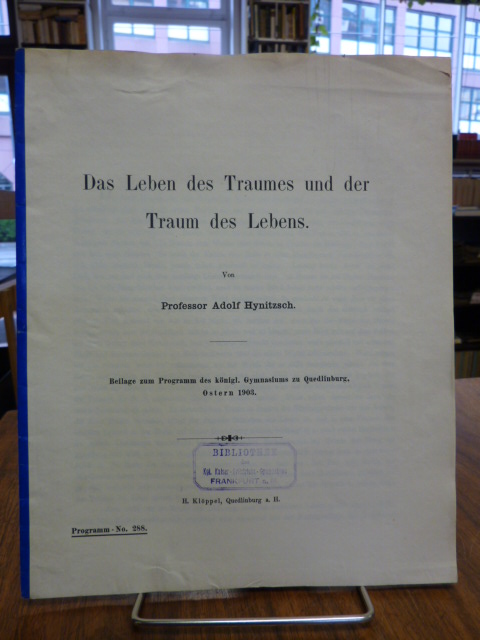 Das Leben des Traumes und der
Traum des Lebens.
Von
Professor Adolf Hynitzsch.
Beilage zum Programm des königl. Gymnasiums zu Quedlinburg.
Ostern 1903.
BIBLIOTHEK
Kgl.
FRANKFURT a.
H. Klöppel, Quedlinburg a. H.
Programm-No. 288.